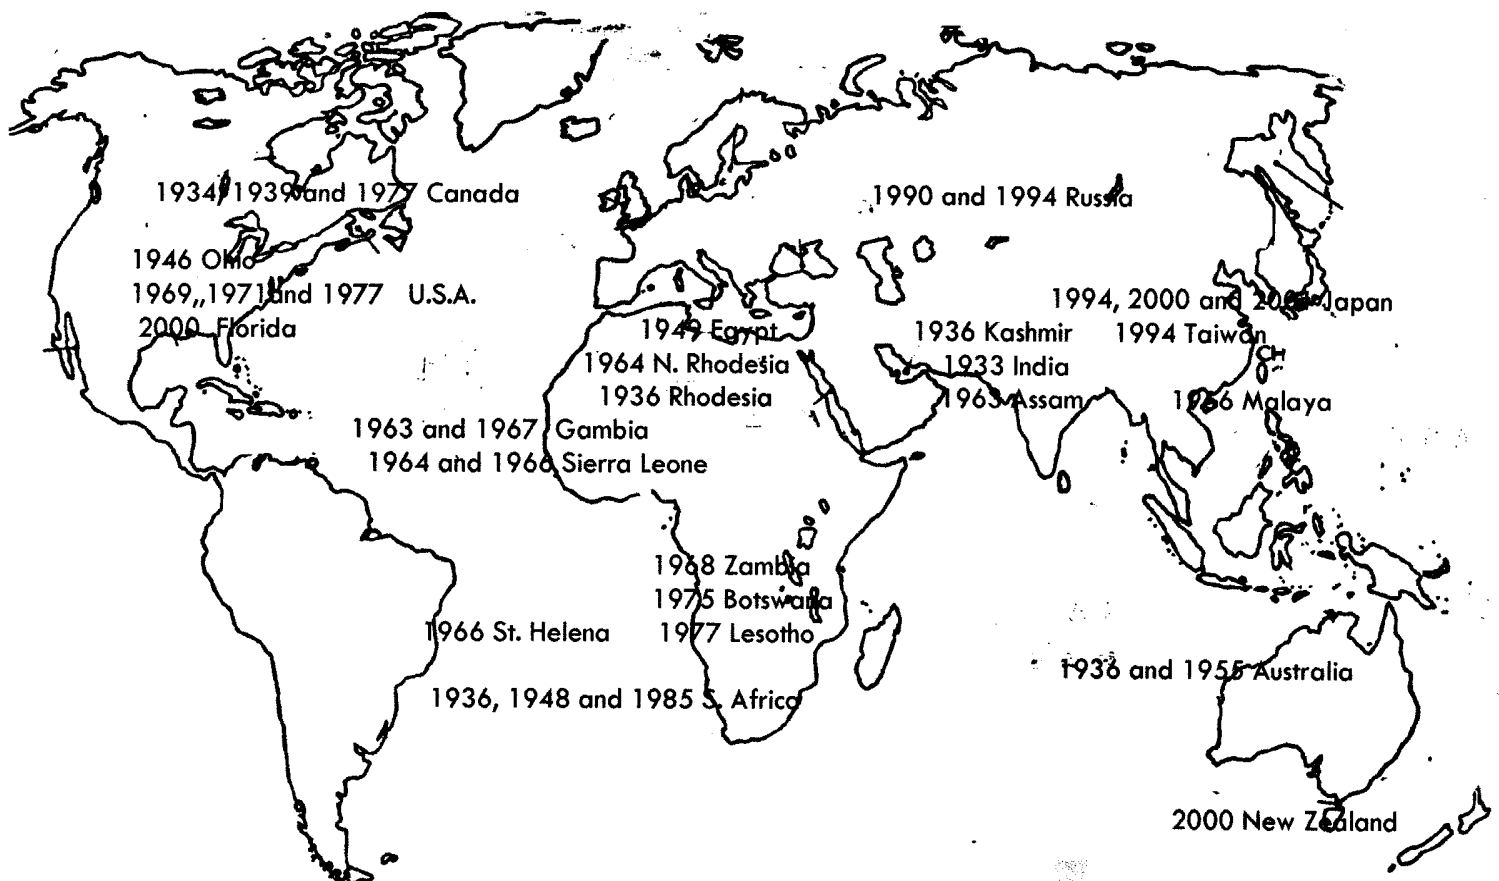 1934, 1939 and 1977 Canada
1990 and 1994 Russia
1946 Ohio
1969,,1971and 1977 U.S.A.
1994, 2000 and Japan
2000 Florida
1949 Egypt
1936 Kashmir
1994 Taiwan
1964 N. Rhodesia
1933 India
CH
1936 Rhodesia
1963 Assam
1966 Malaya
1963 and 1967 Gambia
1964 and 1966 Sierra Leone
1968 Zambia
1975 Botswana
1966 St. Helena
1977 Lesotho
1936 and 1955 Australia
1936, 1948 and 1985 S. Africa
2000 New Zealand